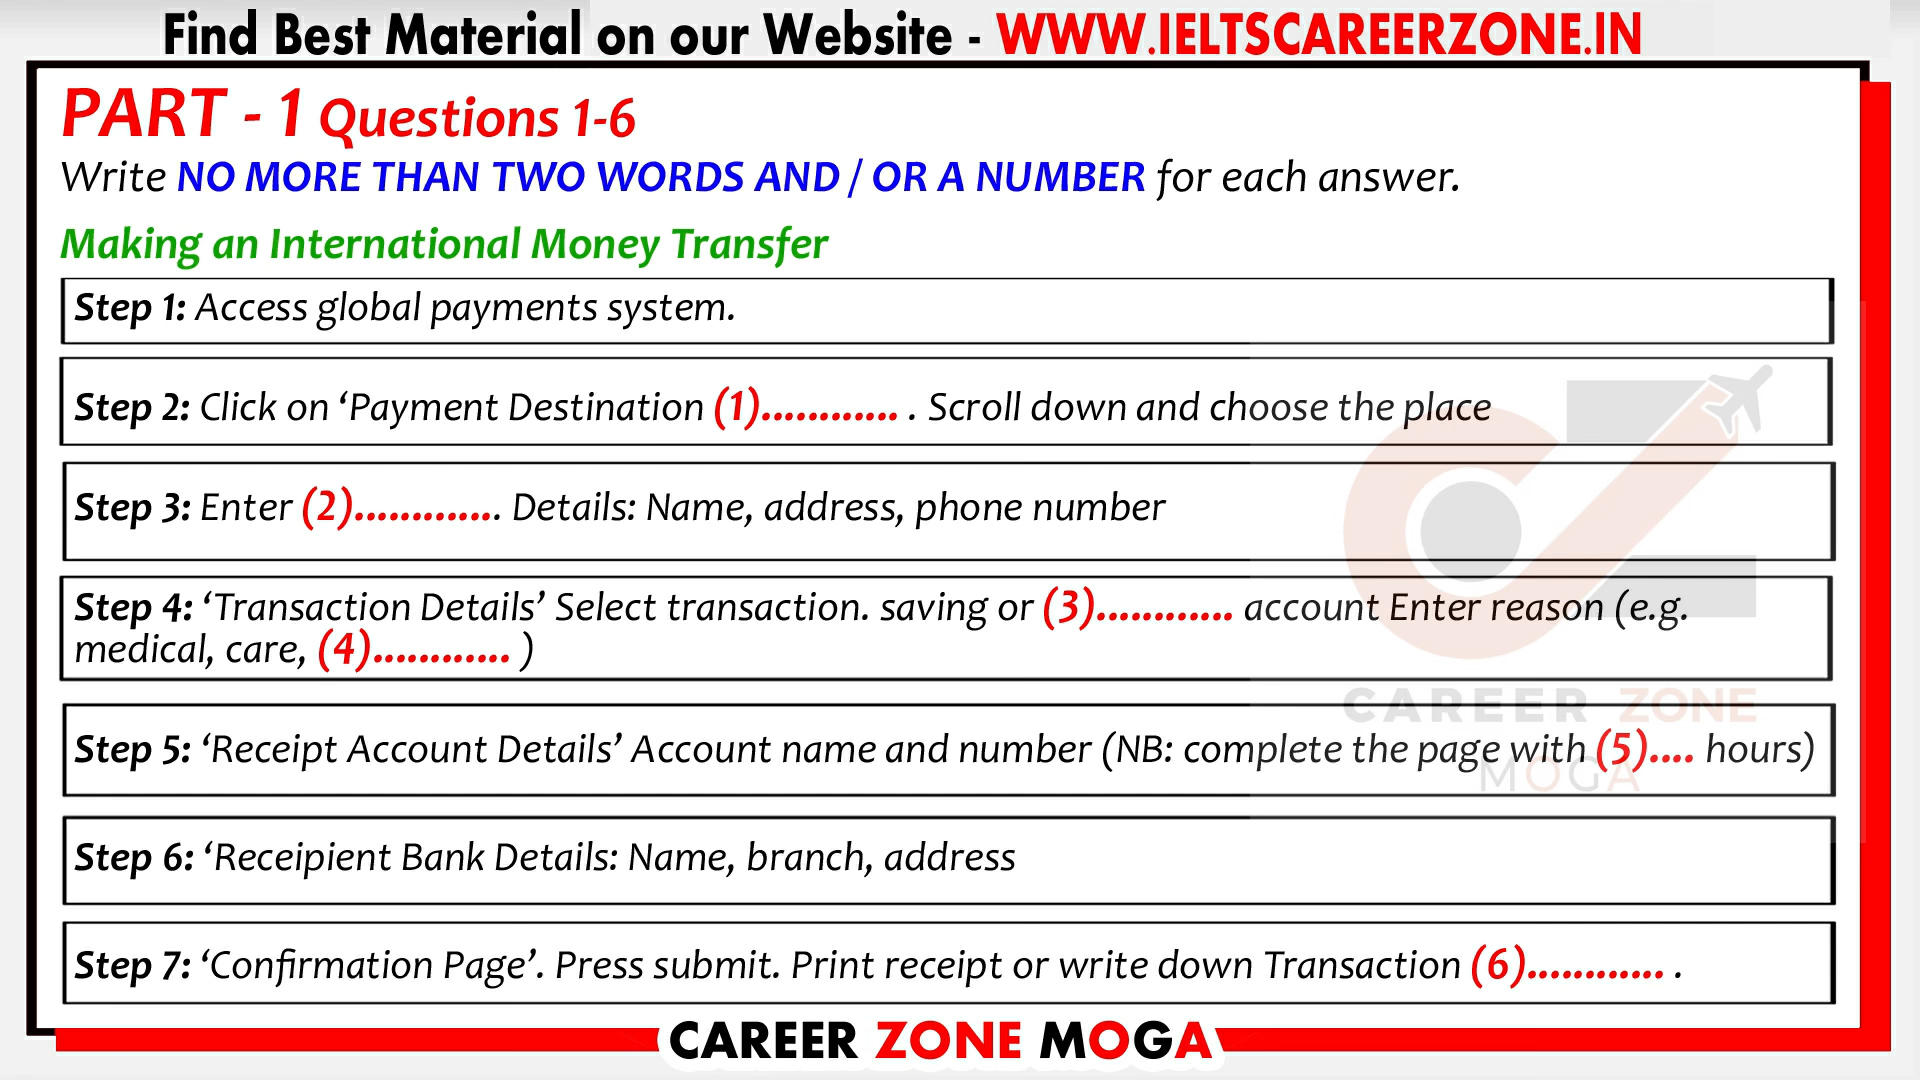 Find Best Material on our Website - WWW.IELTSCAREERZONE.IN
PART - 1 Questions 1-6
Write NO MORE THAN TWO WORDS AND / OR A NUMBER for each answer.
Making an International Money Transfer
Step 1: Access global payments system.
Step 2: Click on ‘Payment Destination (1)............ . Scroll down and choose the place
Step 3: Enter (2)............. Details: Name, address, phone number
Step 4: ‘Transaction Details’ Select transaction. saving or (3)............ account Enter reason (e.g.
medical, care, (4)............ )
CAREER ZONE
Step 5: ‘Receipt Account Details’ Account name and number (NB: complete the page with (5).... hours)
MOGA
Step 6: ‘Receipient Bank Details: Name, branch, address
Step 7: ‘Confirmation Page’. Press submit. Print receipt or write down Transaction (6)............ .
CAREER ZONE MOGA